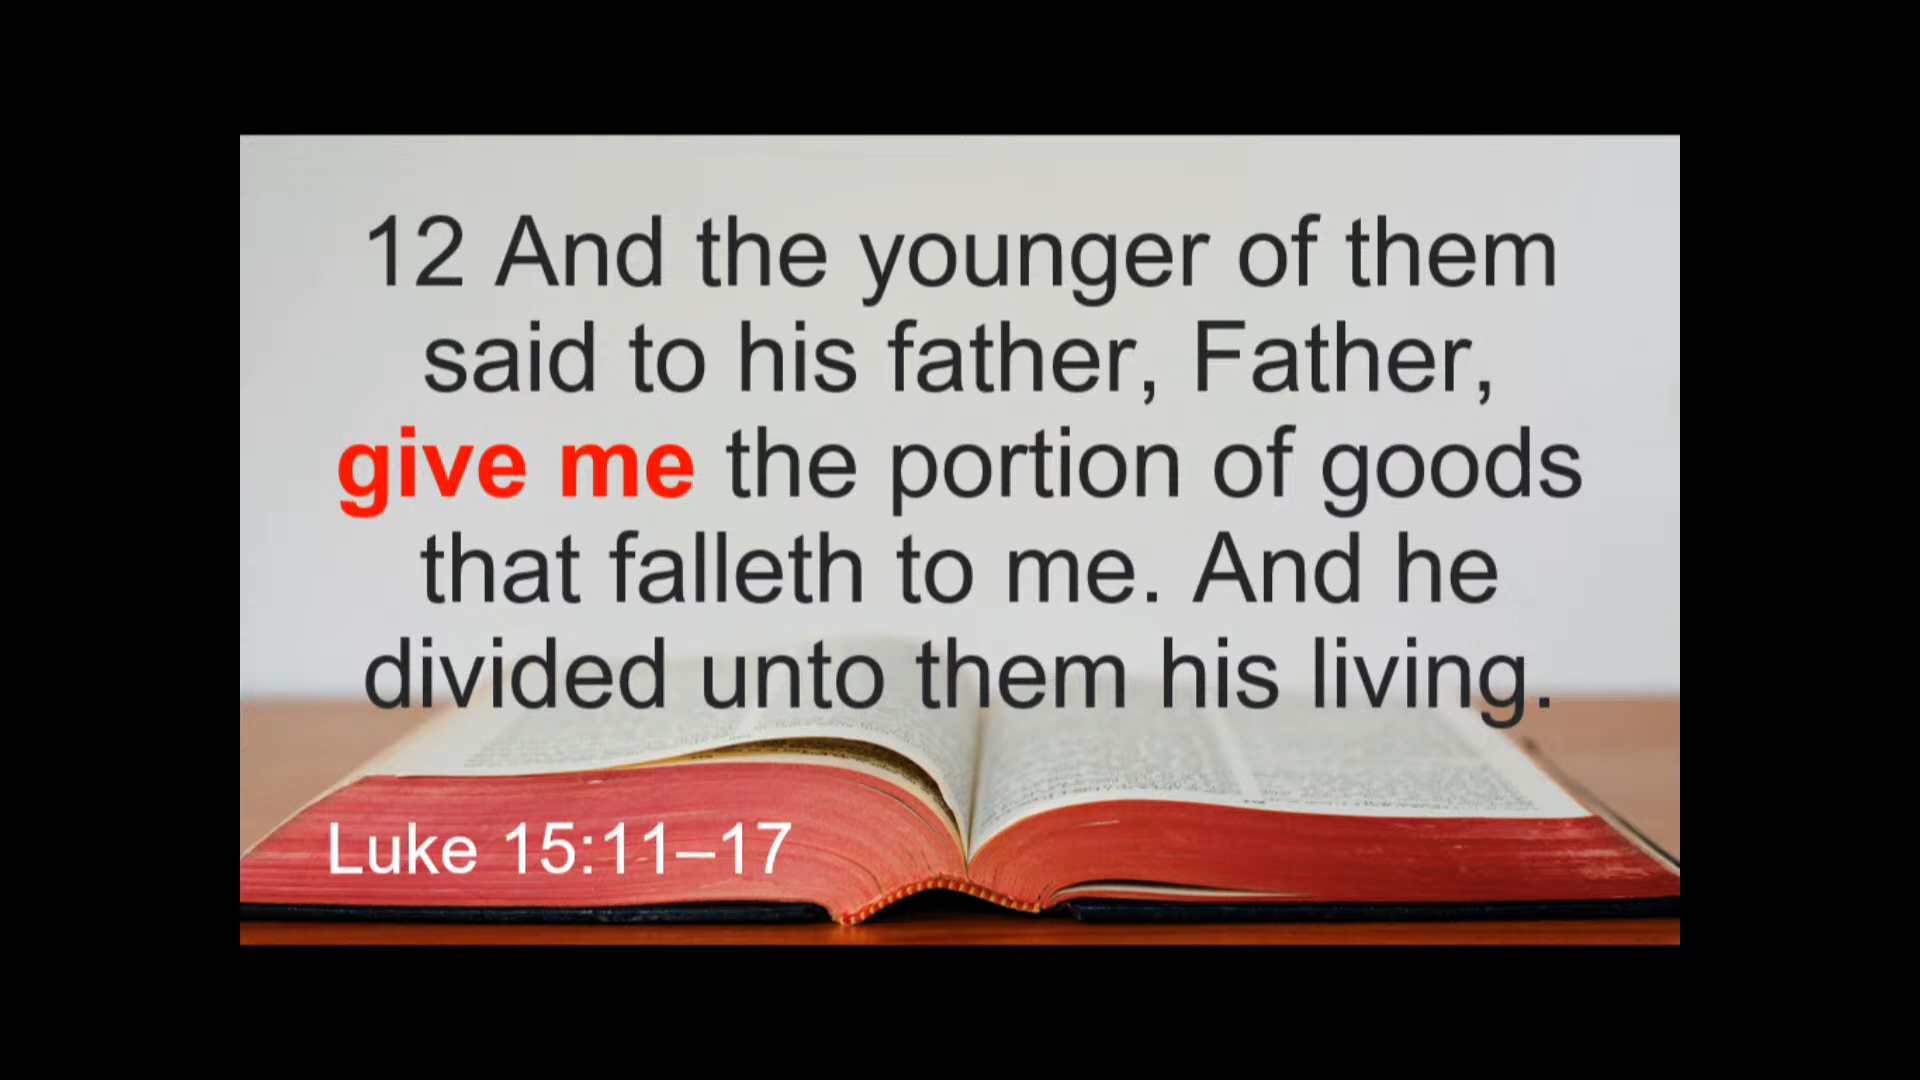 12 And the younger of them
said to his father, Father,
give me the portion of goods
that falleth to me. And he
divided unto them his living.
Luke 15:11–17